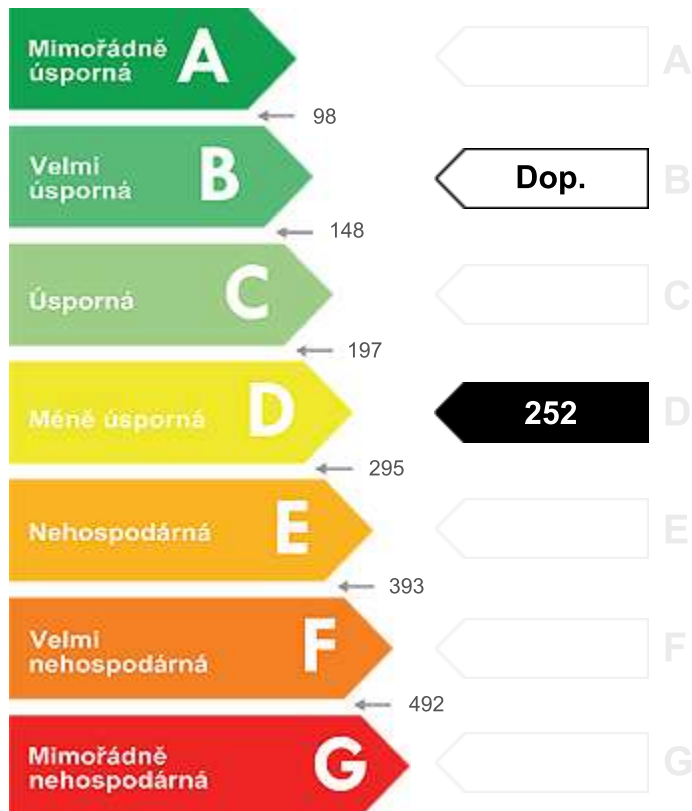 Mimořádně
úsporná
A
A
98
Velmi
úsporná
B
Dop.
B
148
Úsporná
C
C
197
Méně úsporná
D
252
D
295
Nehospodárná
E
E
393
Velmi
nehospodárná
F
F
492
Mimořádně
nehospodárná
G
G